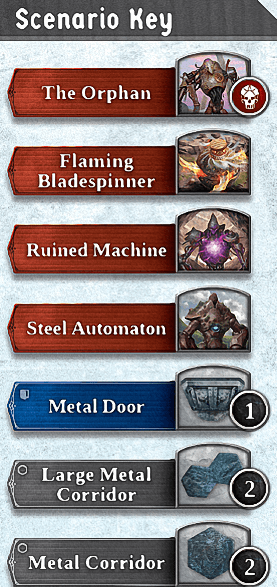 Scenario Key
The Orphan
Flaming
Bladespinner
Ruined Machine
Steel Automaton
Metal Door
1
Large Metal
Corridor
2
Metal Corridor
2